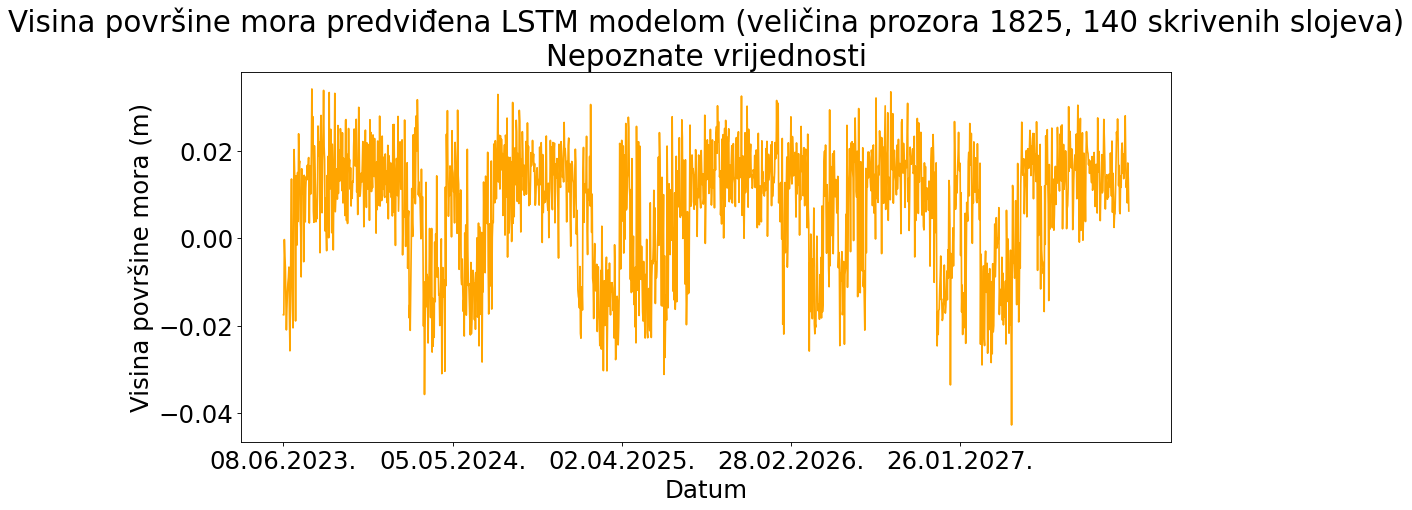 Visina površine mora predviđena LSTM modelom (veličina prozora 1825, 140 skrivenih slojeva)
Nepoznate vrijednosti
Visina površine mora (m)
0.02
0.00
−0.02
−0.04
08.06.2023. 05.05.2024. 02.04.2025. 28.02.2026. 26.01.2027.
Datum